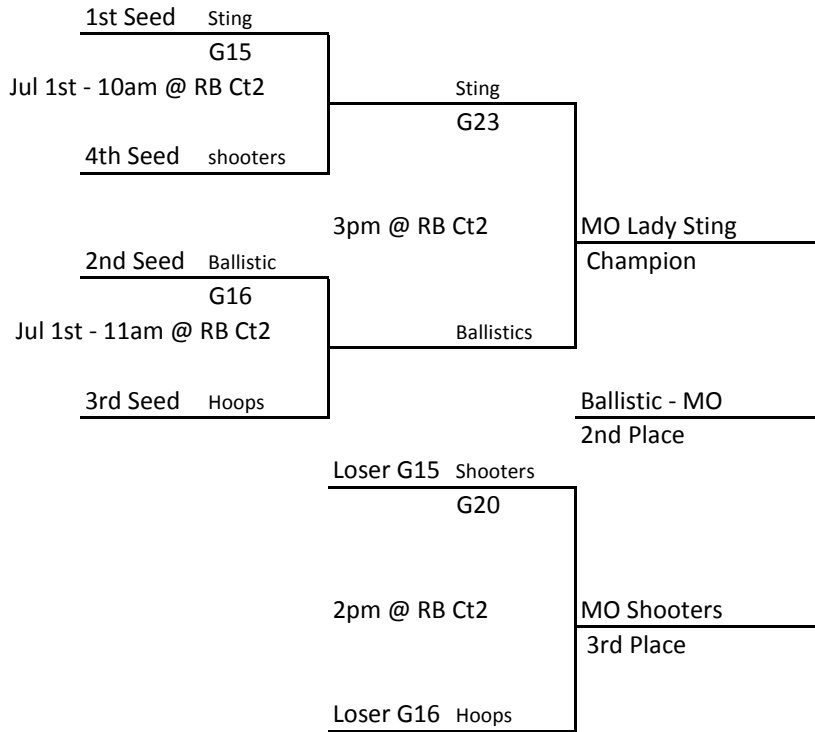 1st Seed Sting
G15
Jul 1st - 10am @ RB Ct2
Sting
G23
4th Seed shooters
3pm @ RB Ct2
MO Lady Sting
Champion
2nd Seed Ballistic
G16
Jul 1st - 11am @ RB Ct2
Ballistics
3rd Seed Hoops
Ballistic - MO
2nd Place
Loser G15 Shooters
G20
2pm @ RB Ct2
MO Shooters
3rd Place
Loser G16 Hoops